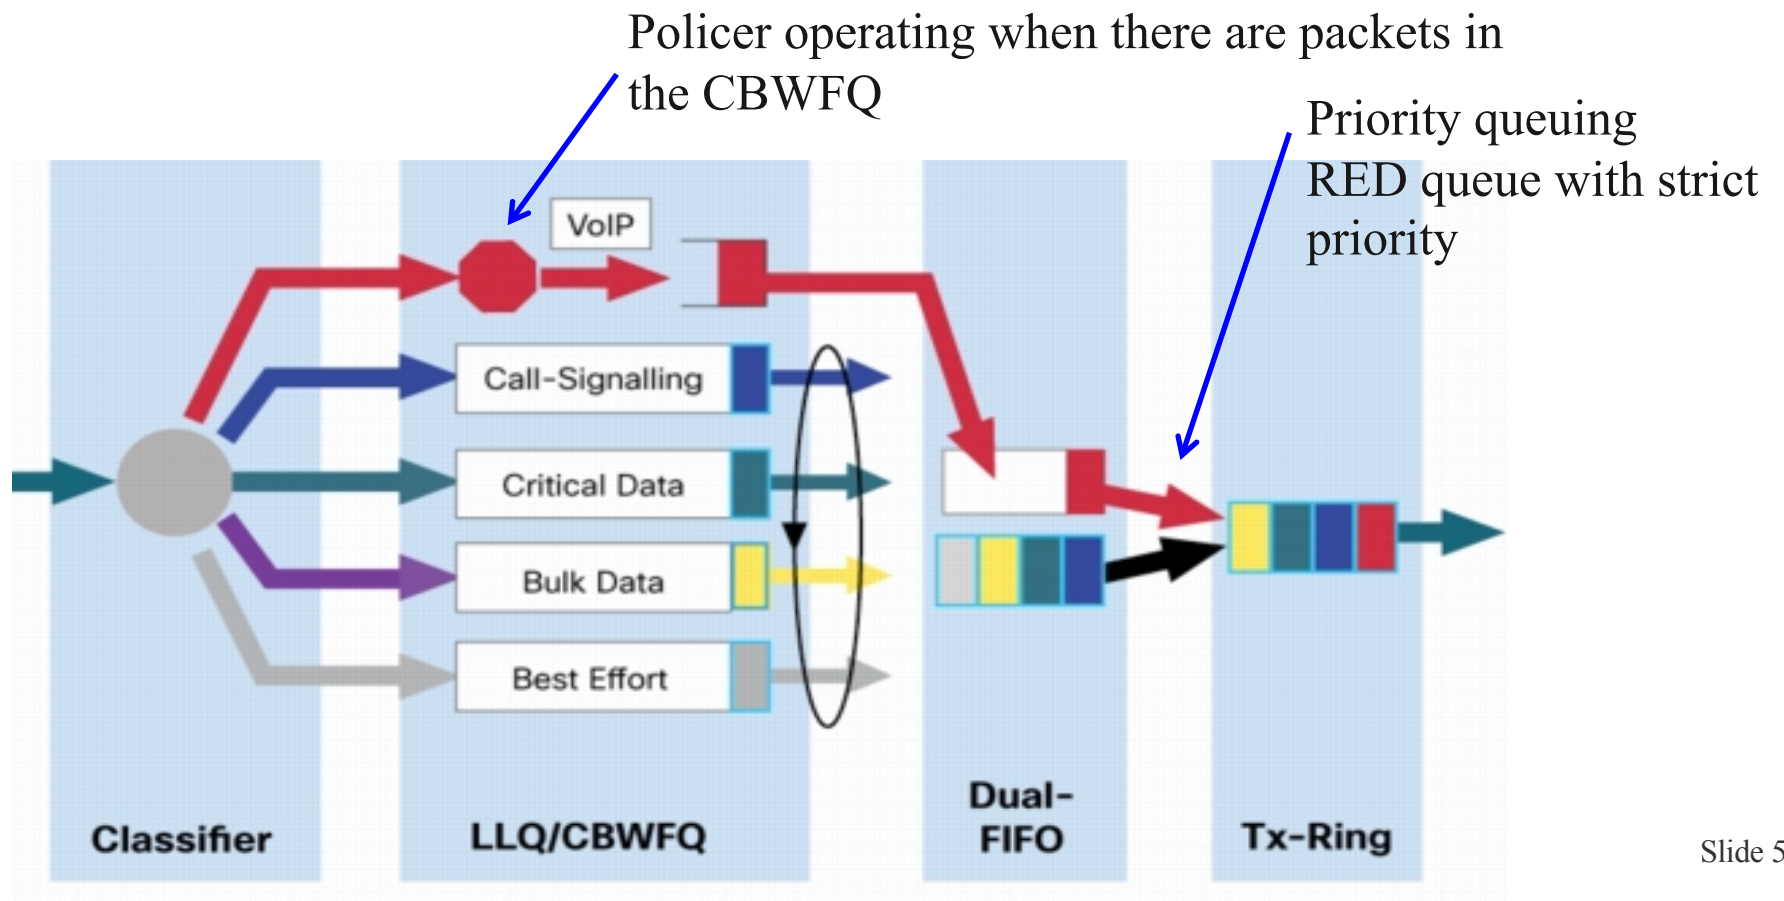 Policer operating when there are packets in
the CBWFQ
Priority queuing
RED queue with strict
priority
VoIP
Call-Signalling
Critical Data
Bulk Data
Best Effort
Classifier
LLQ/CBWFQ
Dual-
FIFO
Tx-Ring
Slide 5